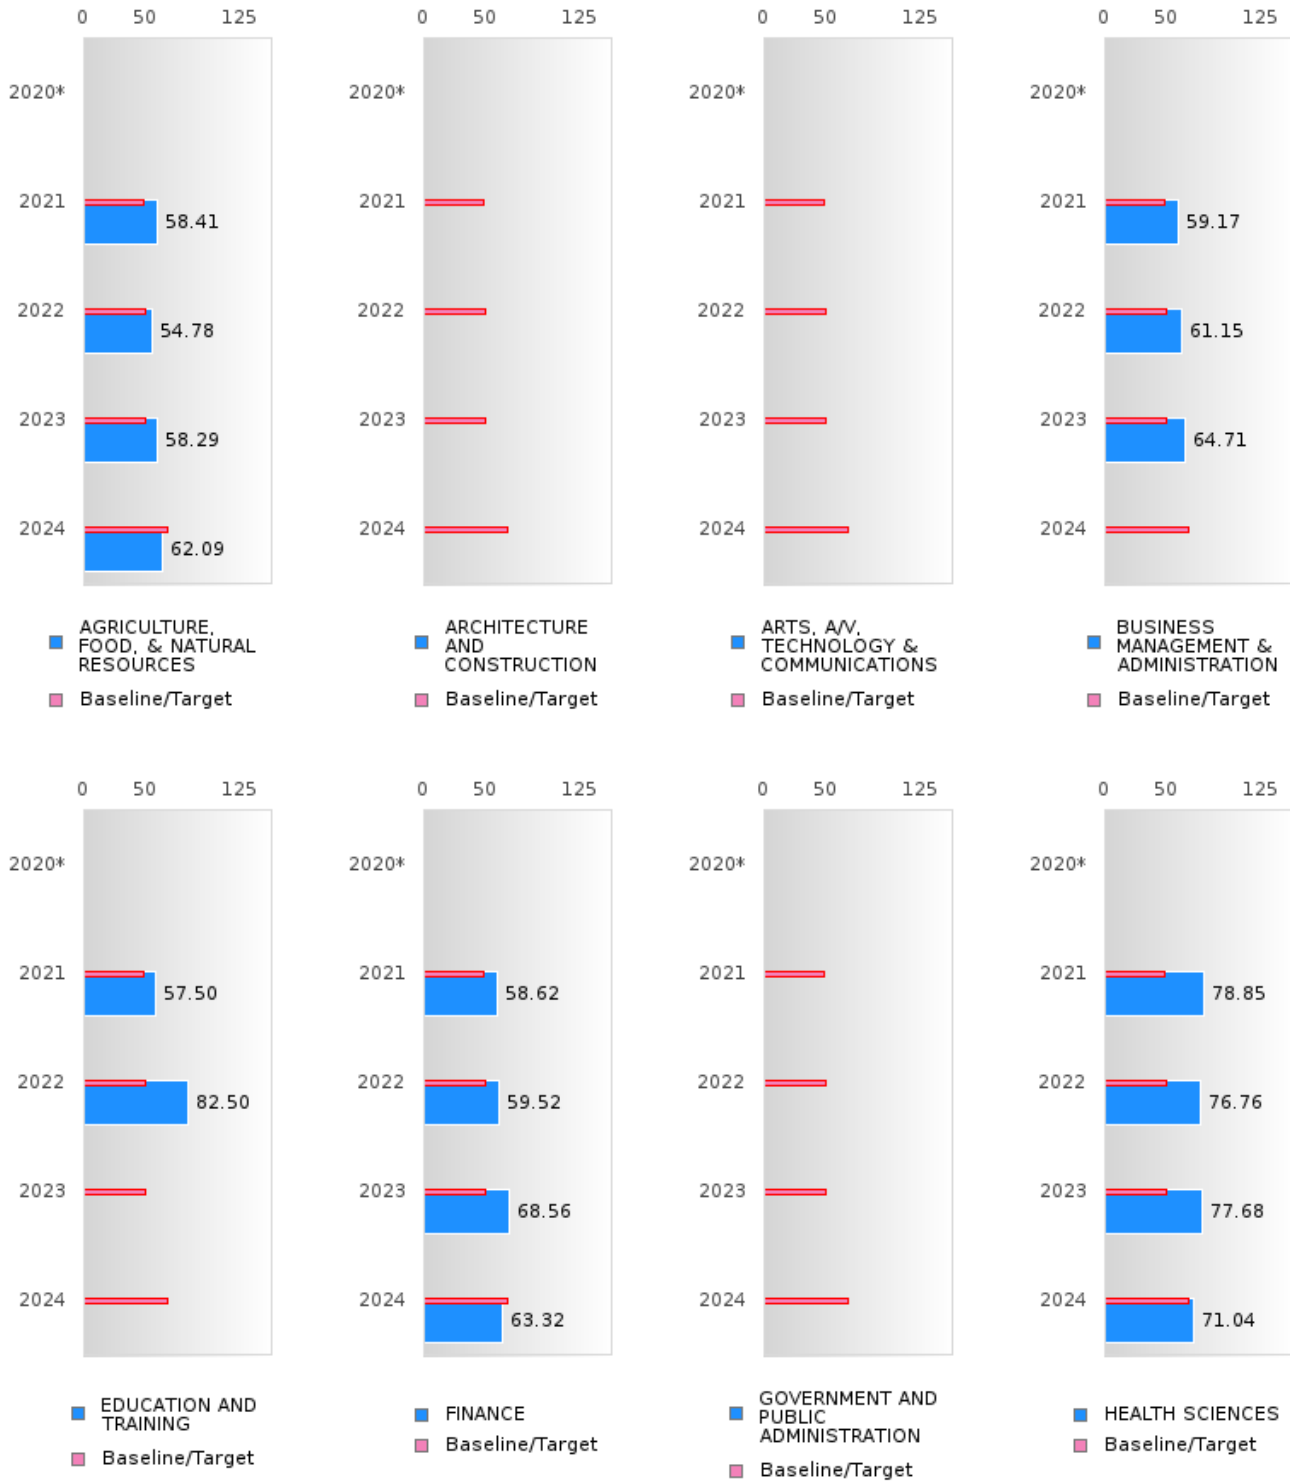 0 50 125 0 50 125 0 50 125 0 50 125
2020* 2020* 2020* 2020*
2021 58.41 2021 2021 2021 59.17
2022 54.78 2022 2022 2022 61.15
2023 58.29 2023 2023 2023 64.71
2024 62.09 2024 2024 2024
AGRICULTURE,
FOOD, & NATURAL
RESOURCES
Baseline/Target
ARCHITECTURE
AND
CONSTRUCTION
Baseline/Target
ARTS, A/V,
TECHNOLOGY &
COMMUNICATIONS
Baseline/Target
BUSINESS
MANAGEMENT &
ADMINISTRATION
Baseline/Target
0 50 125 0 50 125 0 50 125 0 50 125
2020* 2020* 2020* 2020*
2021 57.50 2021 58.62 2021 2021 78.85
2022 82.50 2022 59.52 2022 2022 76.76
2023 2023 68.56 2023 2023 77.68
2024 2024 63.32 2024 2024 71.04
EDUCATION AND
TRAINING
Baseline/Target
FINANCE
Baseline/Target
GOVERNMENT AND
PUBLIC
ADMINISTRATION
Baseline/Target
HEALTH SCIENCES
Baseline/Target